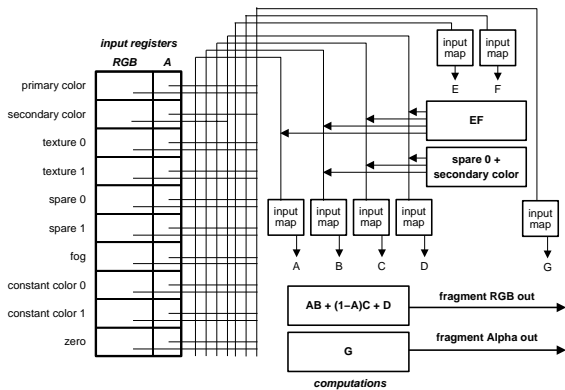 input registers
RGB A
primary color
secondary color
texture 0
texture 1
spare 0
spare 1
fog
constant color 0
constant color 1
zero
input map
input map
E
F
EF
spare 0 +
secondary color
input map
input map
input map
input map
input map
A
B
C
D
G
AB + (1–A)C + D
fragment RGB out
G
fragment Alpha out
computations